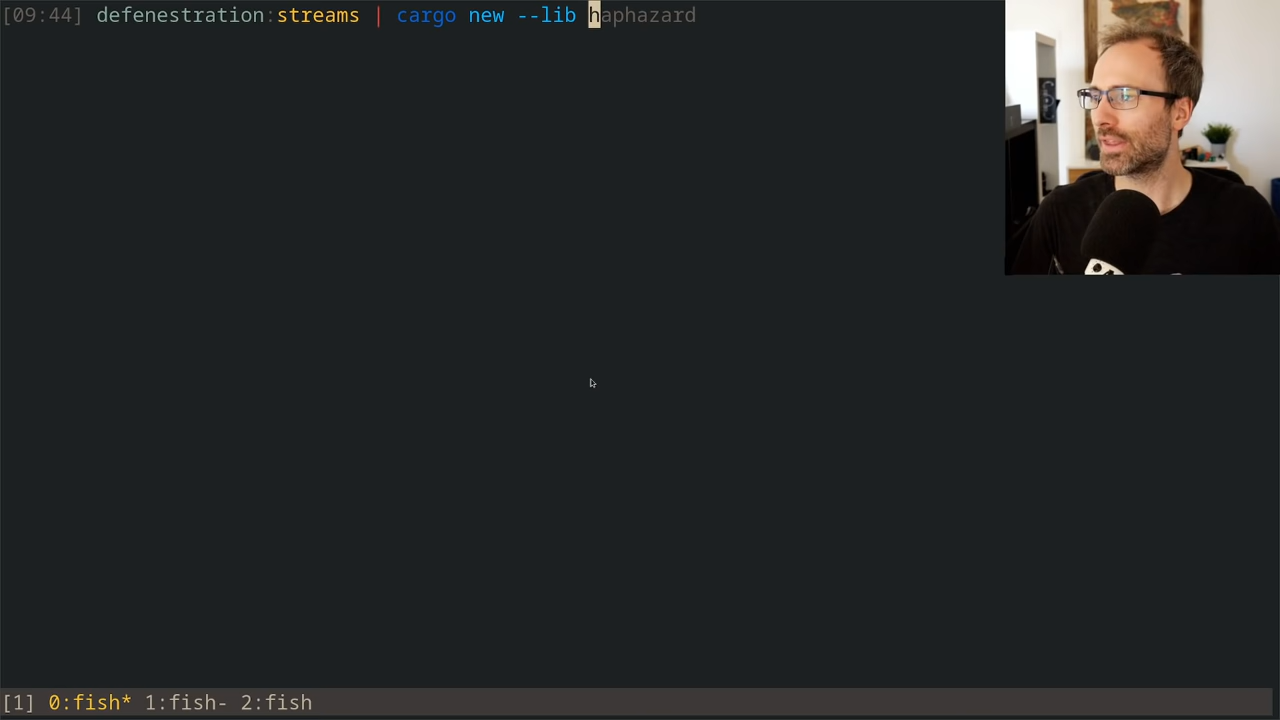 [09:44] defenestration:streams | cargo new --lib haphazard
[1] 0:fish* 1:fish- 2:fish